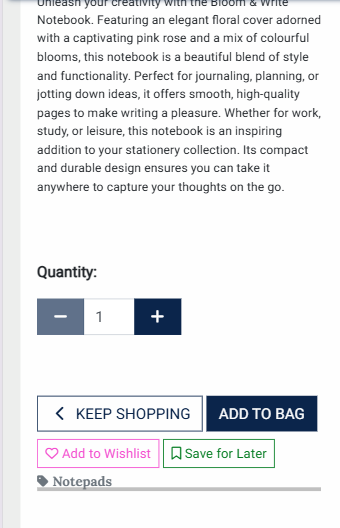 Unleash your creativity with the Bloom & Write
Notebook. Featuring an elegant floral cover adorned
with a captivating pink rose and a mix of colourful
blooms, this notebook is a beautiful blend of style
and functionality. Perfect for journaling, planning, or
jotting down ideas, it offers smooth, high-quality
pages to make writing a pleasure. Whether for work,
study, or leisure, this notebook is an inspiring
addition to your stationery collection. Its compact
and durable design ensures you can take it
anywhere to capture your thoughts on the go.
Quantity:
− 1 +
KEEP SHOPPING ADD TO BAG
Add to Wishlist Save for Later
Notepads